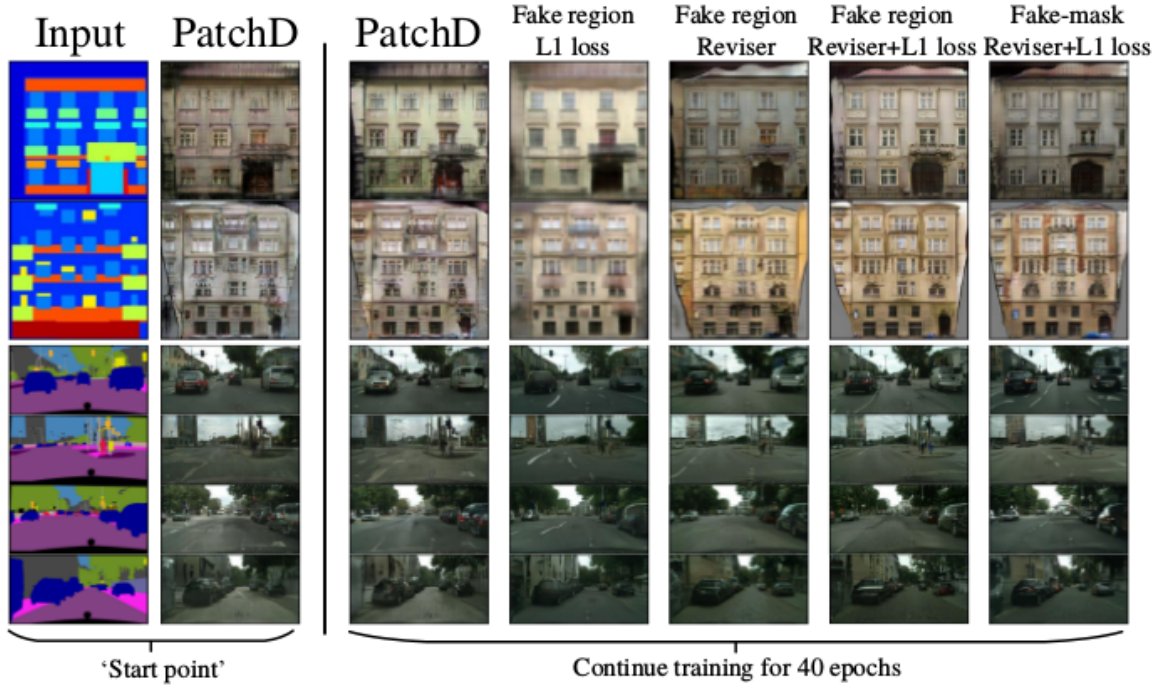 Input
PatchD
PatchD
Fake region
L1 loss
Fake region
Reviser
Fake region
Reviser+L1 loss
Fake-mask
Reviser+L1 loss
‘Start point’
Continue training for 40 epochs